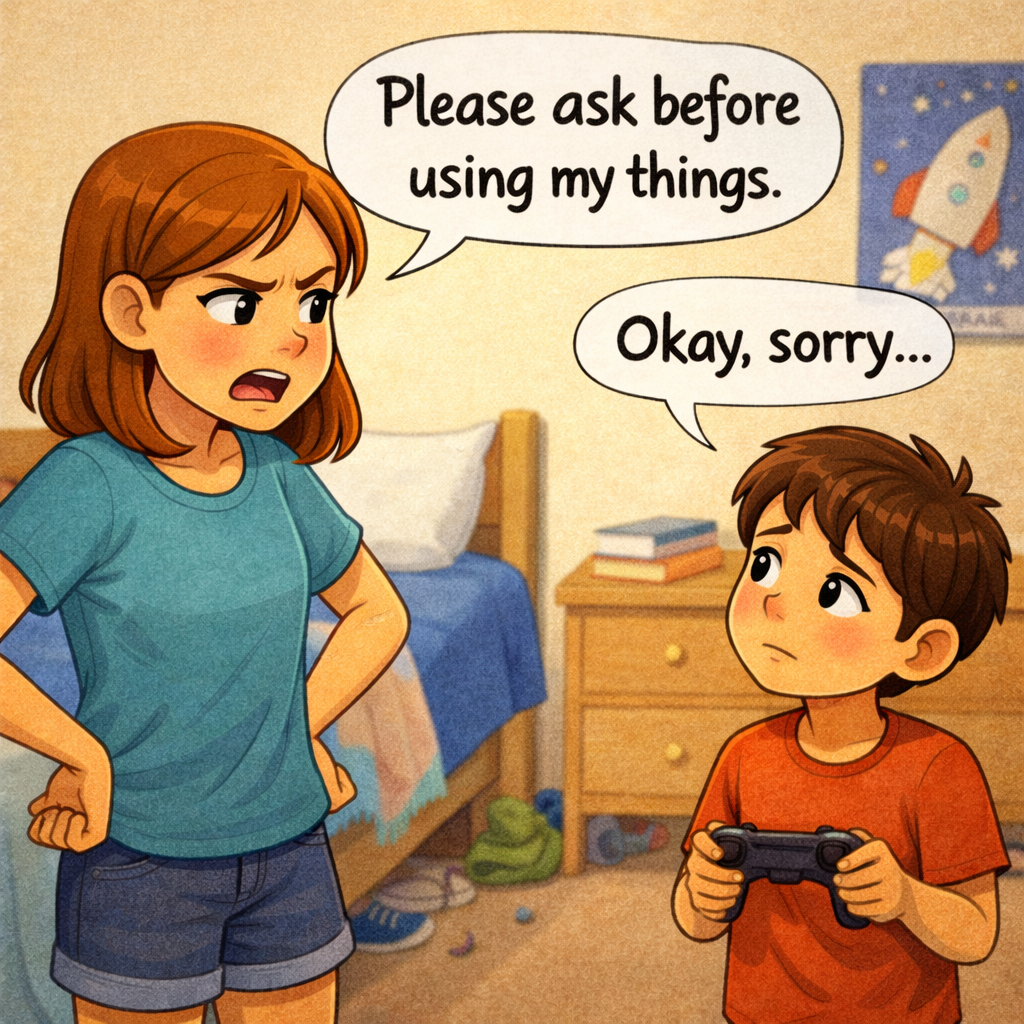 Please ask before
using my things.
Okay, sorry...